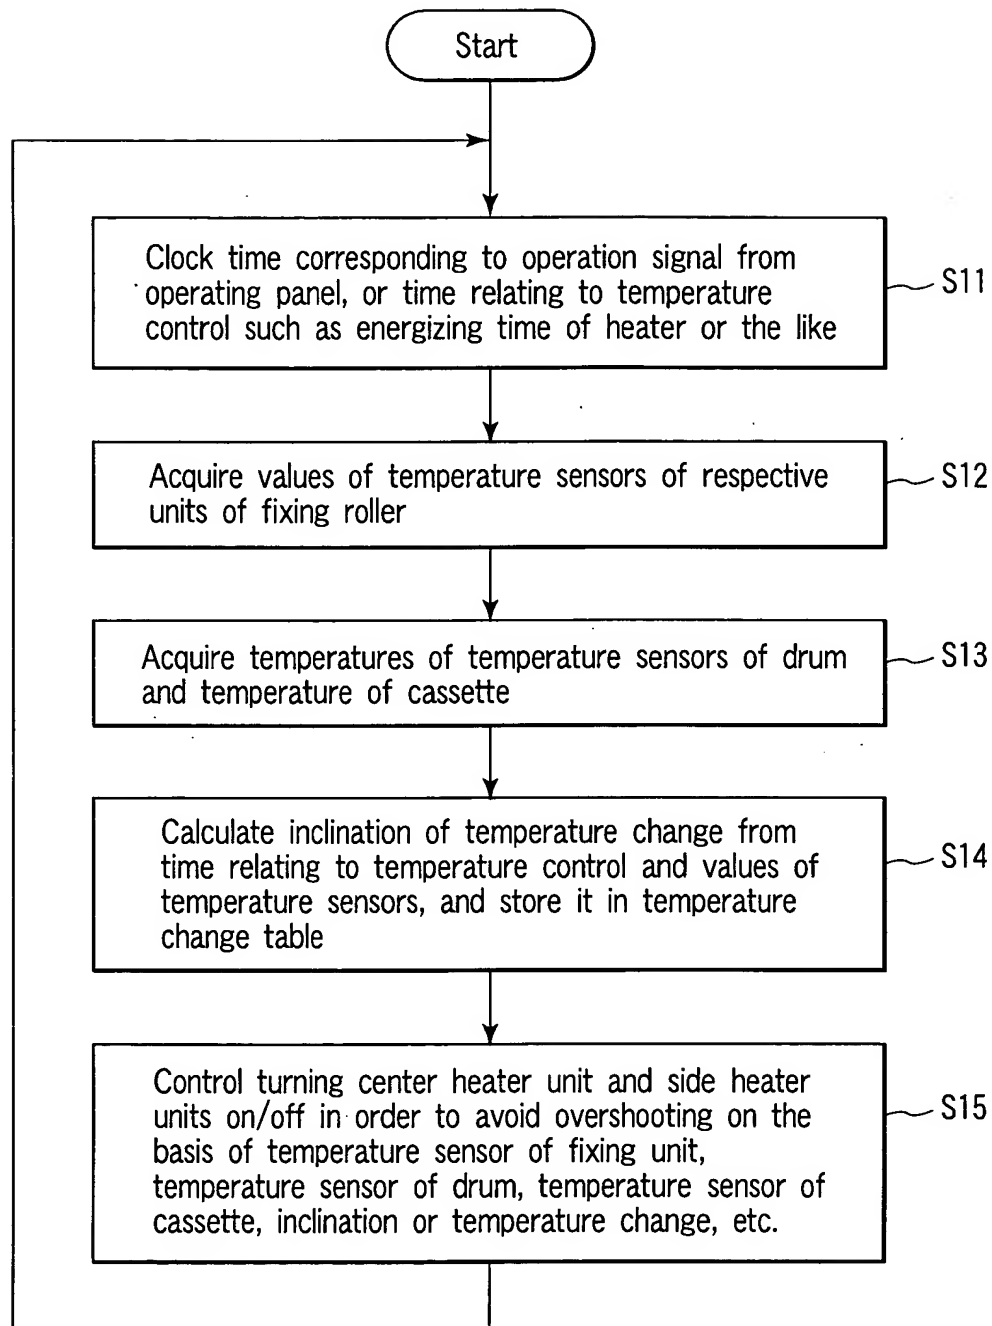 Start
Clock time corresponding to operation signal from
operating panel, or time relating to temperature
control such as energizing time of heater or the like
S11
Acquire values of temperature sensors of respective
units of fixing roller
S12
Acquire temperatures of temperature sensors of drum
and temperature of cassette
S13
Calculate inclination of temperature change from
time relating to temperature control and values of
temperature sensors, and store it in temperature
change table
S14
Control turning center heater unit and side heater
units on/off in order to avoid overshooting on the
basis of temperature sensor of fixing unit,
temperature sensor of drum, temperature sensor of
cassette, inclination or temperature change, etc.
S15